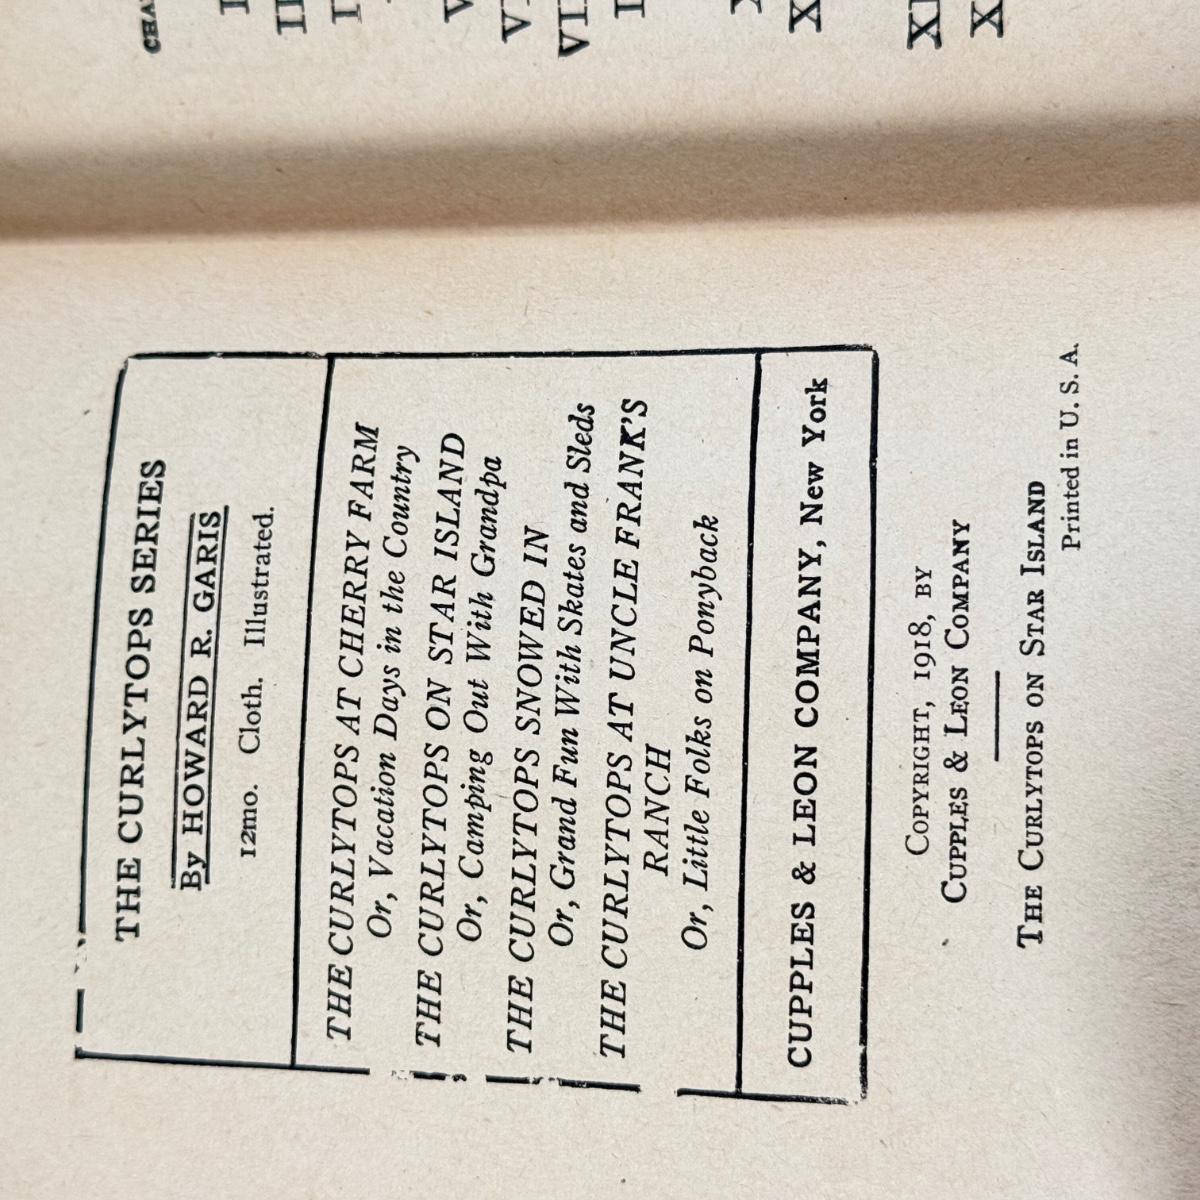 THE CURLYTOPS SERIES
By HOWARD R. GARIS
12mo. Cloth. Illustrated.
THE CURLYTOPS AT CHERRY FARM
Or, Vacation Days in the Country
THE CURLYTOPS ON STAR ISLAND
Or, Camping Out With Grandpa
THE CURLYTOPS SNOWED IN
Or, Grand Fun With Skates and Sleds
THE CURLYTOPS AT UNCLE FRANK'S
RANCH
Or, Little Folks on Ponyback
CUPPLES & LEON COMPANY, New York
COPYRIGHT, 1918, BY
CUPPLES & LEON COMPANY
THE CURLYTOPS ON STAR ISLAND
Printed in U. S. A.